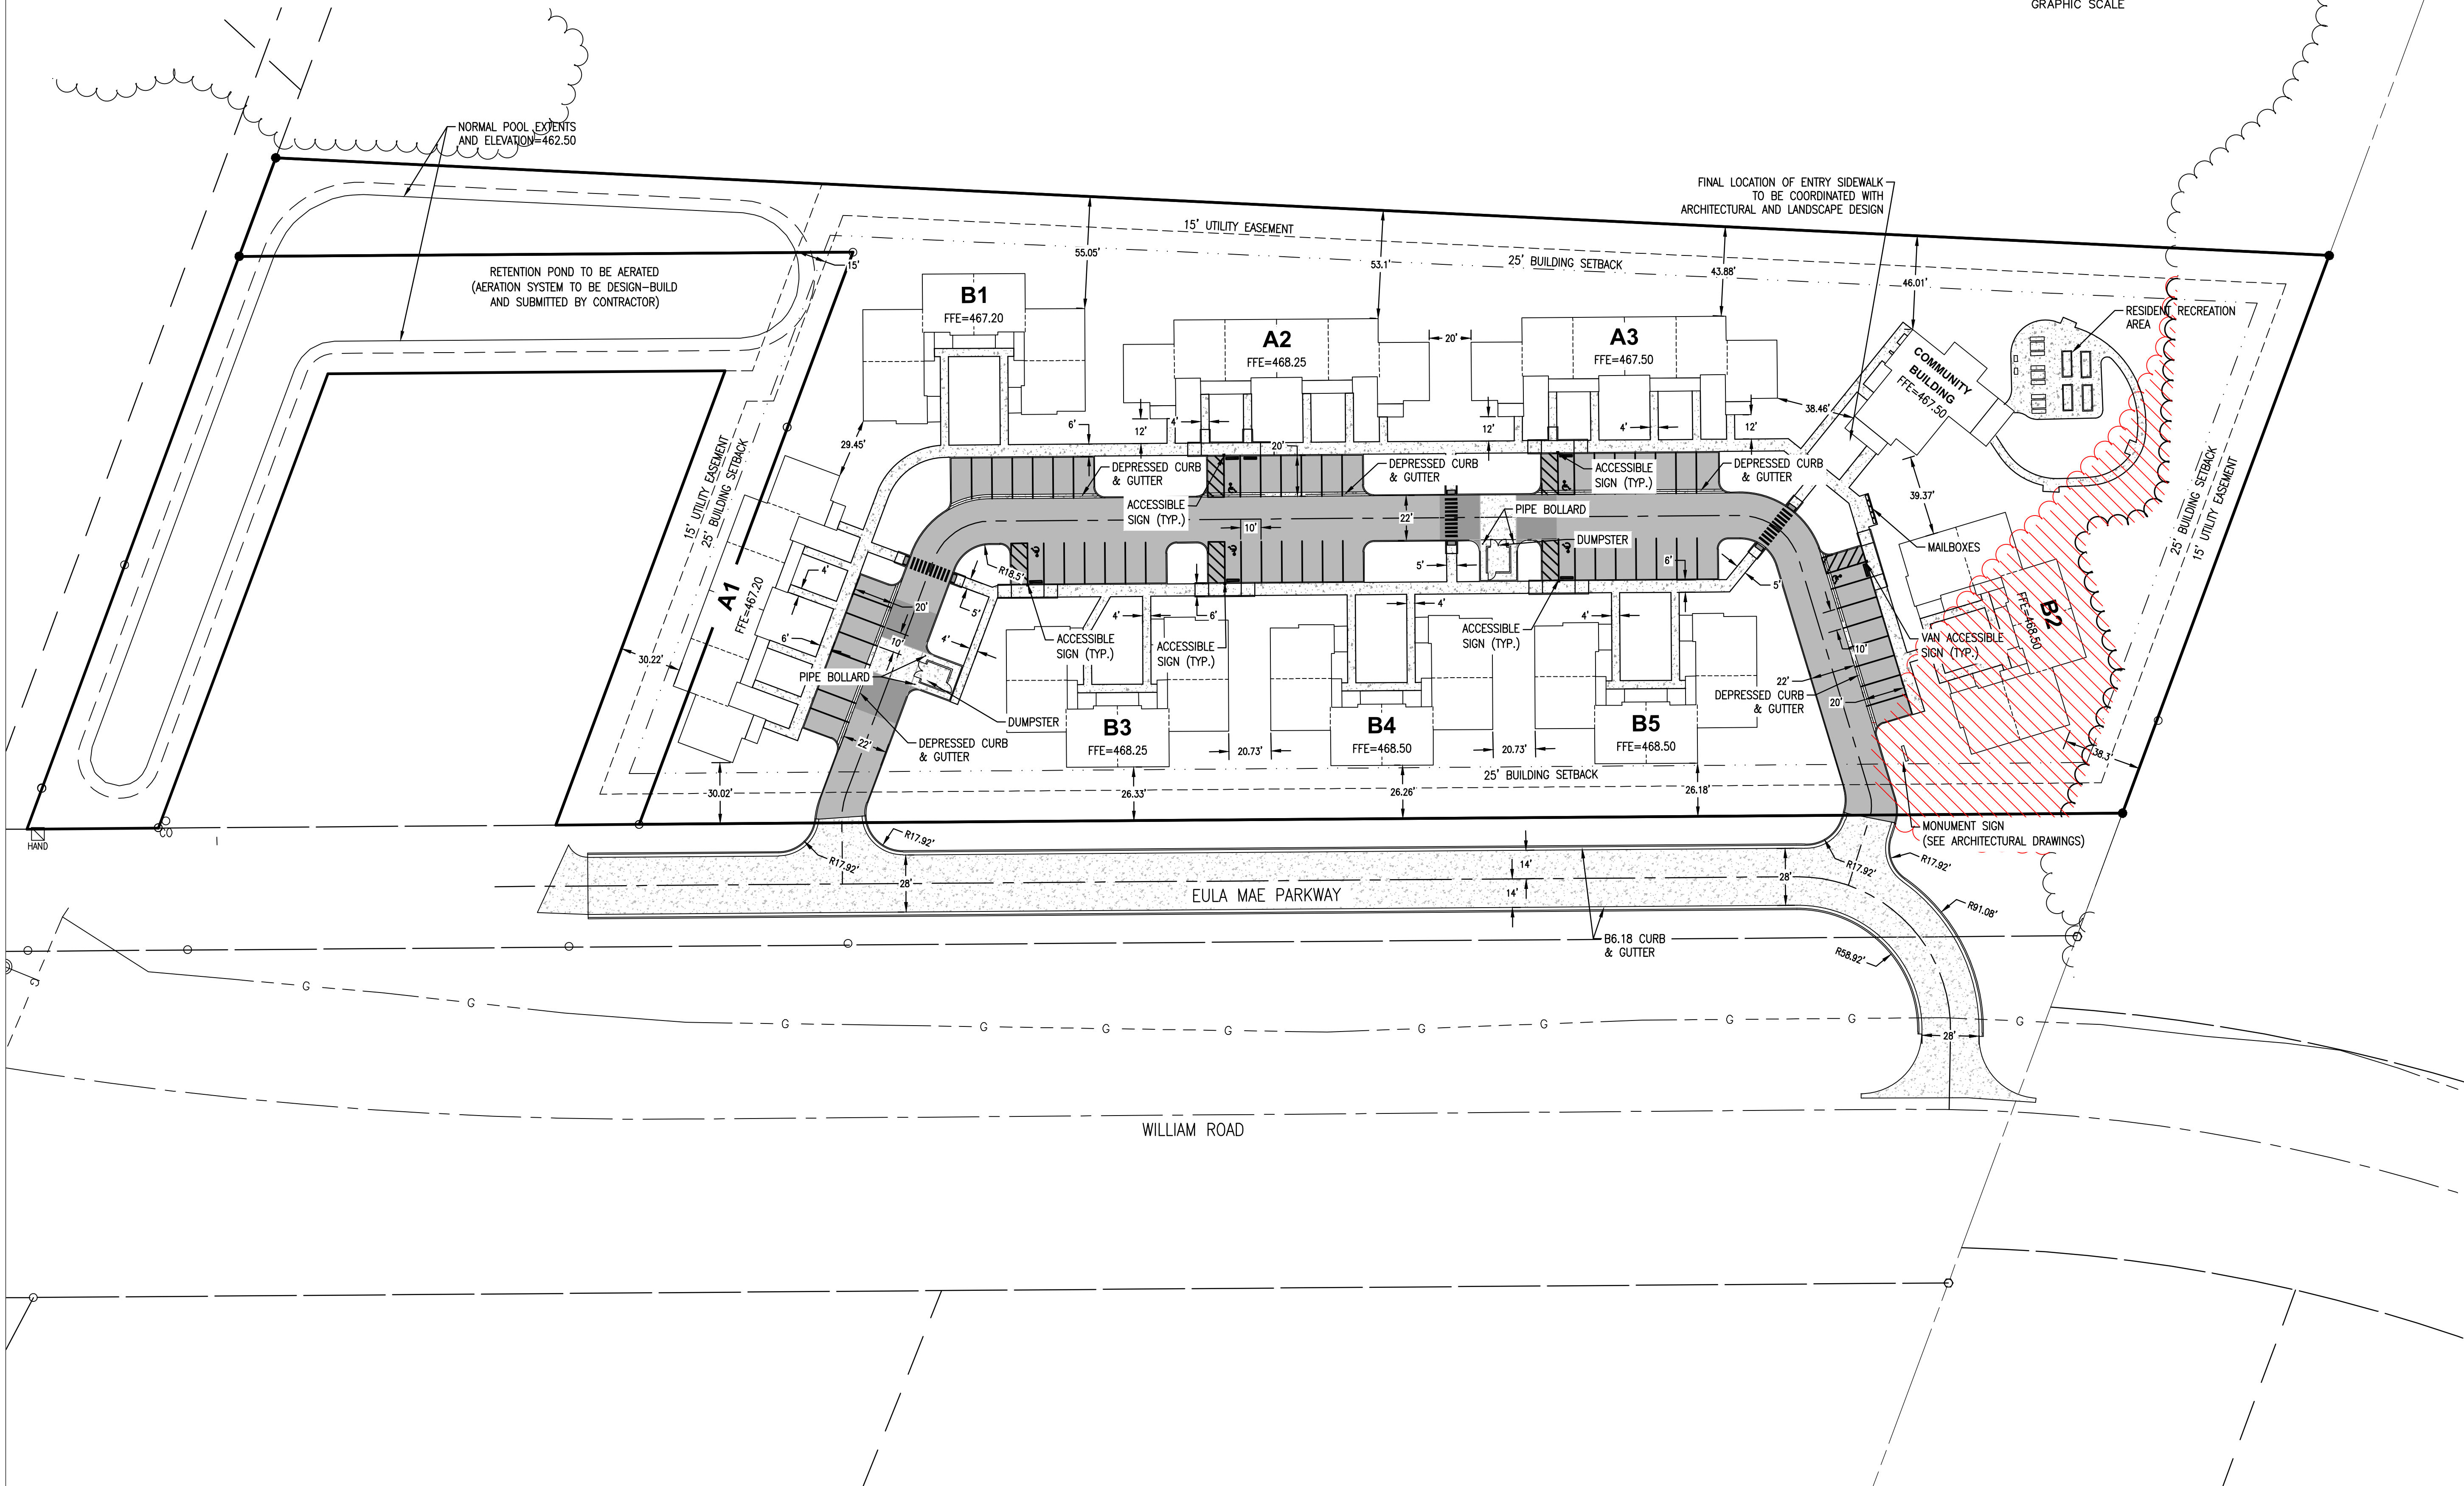 GRAPHIC SCALE
NORMAL POOL EXTENTS
AND ELEVATION=462.50
FINAL LOCATION OF ENTRY SIDEWALK
TO BE COORDINATED WITH
ARCHITECTURAL AND LANDSCAPE DESIGN
15' UTILITY EASEMENT
25' BUILDING SETBACK
55.05'
53.1'
43.88'
46.01'
15'
RETENTION POND TO BE AERATED
(AERATION SYSTEM TO BE DESIGN-BUILD
AND SUBMITTED BY CONTRACTOR)
B1
FFE=467.20
A2
FFE=468.25
20'
A3
FFE=467.50
COMMUNITY
BUILDING
FFE=467.50
RESIDENT RECREATION
AREA
38.46'
29.45'
6'
12'
4'
20'
12'
4'
12'
15' UTILITY EASEMENT
25' BUILDING SETBACK
DEPRESSED CURB
& GUTTER
DEPRESSED CURB
& GUTTER
ACCESSIBLE
SIGN (TYP.)
DEPRESSED CURB
& GUTTER
ACCESSIBLE
SIGN (TYP.)
39.37'
25' BUILDING SETBACK
15' UTILITY EASEMENT
10'
22'
PIPE BOLLARD
DUMPSTER
MAILBOXES
A1
FFE=467.20
4'
R18.5'
5'
6'
5'
20'
5'
4'
6'
10'
4'
6'
4'
4'
B2
FFE=468.50
VAN ACCESSIBLE
SIGN (TYP.)
10'
ACCESSIBLE
SIGN (TYP.)
ACCESSIBLE
SIGN (TYP.)
ACCESSIBLE
SIGN (TYP.)
30.22'
PIPE BOLLARD
22'
DEPRESSED CURB
& GUTTER
20'
DUMPSTER
22'
DEPRESSED CURB
& GUTTER
B3
FFE=468.25
20.73'
B4
FFE=468.50
20.73'
B5
FFE=468.50
38.3'
25' BUILDING SETBACK
30.02'
26.33'
26.26'
26.18'
HAND
CO
MONUMENT SIGN
(SEE ARCHITECTURAL DRAWINGS)
R17.92'
R17.92'
28'
14'
14'
28'
R17.92'
R17.92'
EULA MAE PARKWAY
R91.08'
B6.18 CURB
& GUTTER
R58.92'
G
G G G G G G G G G G G G
28'
WILLIAM ROAD